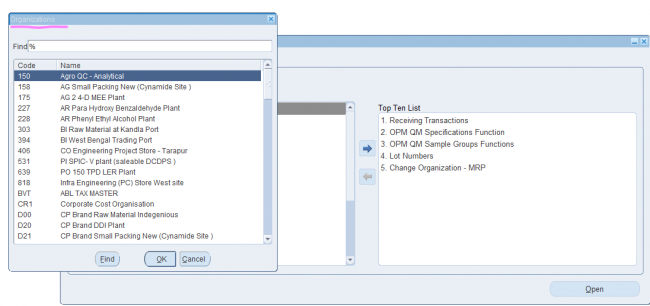 Organizations
Find %
Code Name
150 Agro QC - Analytical
158 AG Small Packing New (Cynamide Site )
175 AG 2 4-D MEE Plant
227 AR Para Hydroxy Benzaldehyde Plant
228 AR Phenyl Ethyl Alcohol Plant
303 BI Raw Material at Kandla Port
394 BI West Bengal Trading Port
406 CO Engineering Project Store - Tarapur
531 PI SPIC- V plant (saleable DCDPS )
639 PO 150 TPD LER Plant
818 Infra Engineering (PC) Store West site
BVT ABL TAX MASTER
CR1 Corporate Cost Organisation
D00 CP Brand Raw Material Indegenious
D20 CP Brand DDI Plant
D21 CP Brand Small Packing New (Cynamide Site )
Find OK Cancel
Top Ten List
1. Receiving Transactions
2. OPM QM Specifications Function
3. OPM QM Sample Groups Functions
4. Lot Numbers
5. Change Organization - MRP
Open